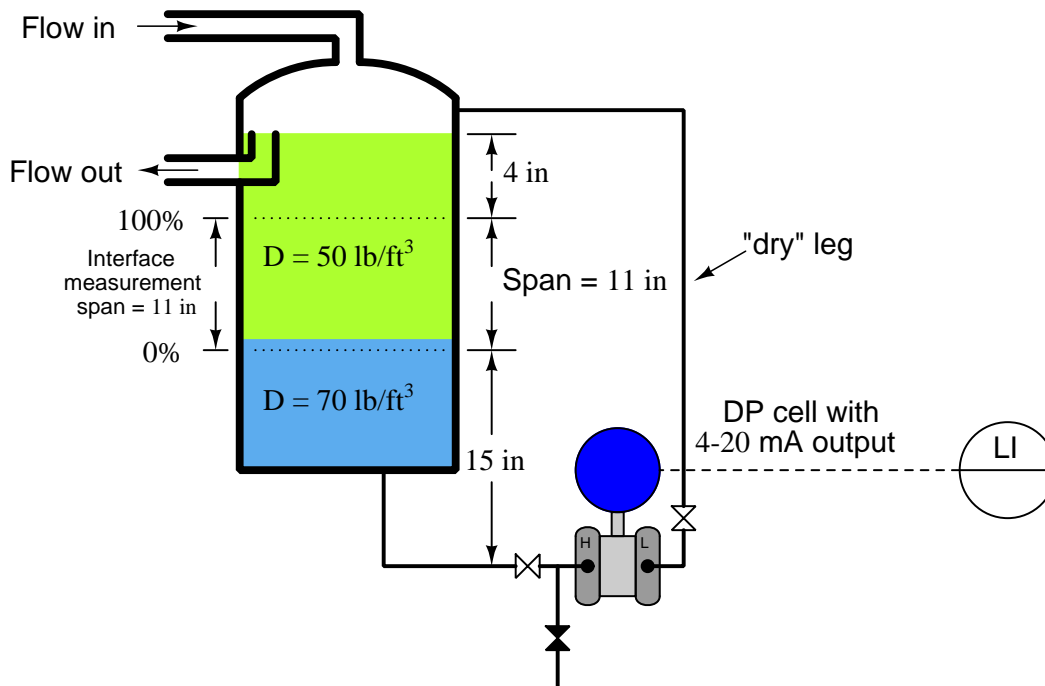 Flow in
Flow out
4 in
100%
D = 50 lb/ft³
"dry" leg
Interface
measurement
span = 11 in
Span = 11 in
0%
D = 70 lb/ft³
DP cell with
4-20 mA output
LI
15 in
H
L